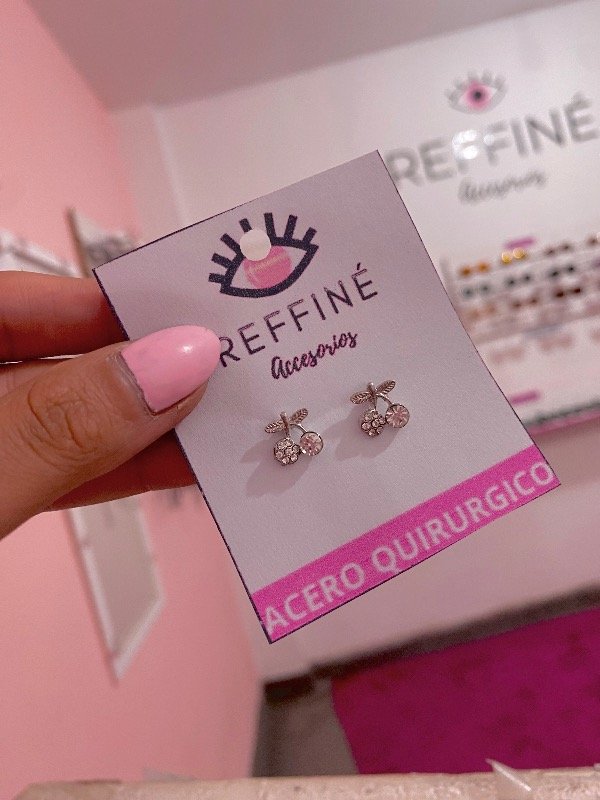 REFFINÉ
Accesorios
ACERO QUIRURGICO
REFFINÉ
Accesorios